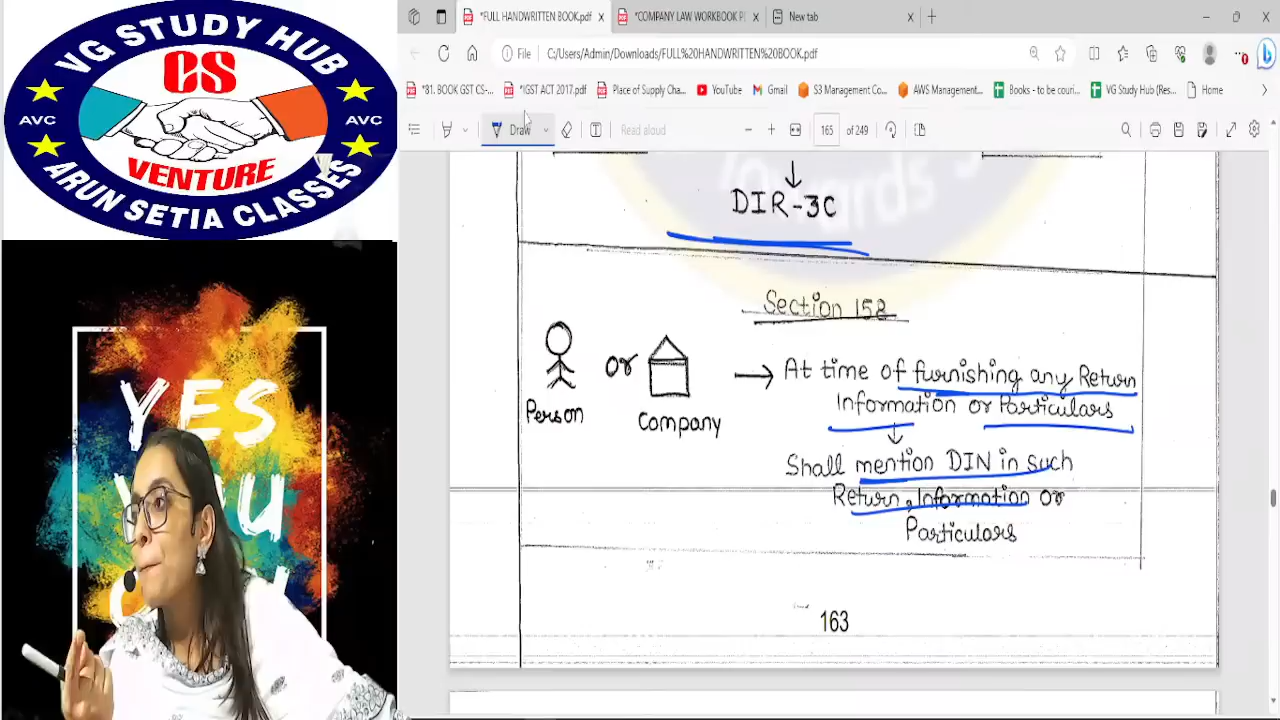 VG STUDY HUB
CS
AVC
AVC
VENTURE
ARUN SETIA CLASSES
YES
YOU
*FULL HANDWRITTEN BOOK.pdf
*COMPANY LAW WORKBOOK
New tab
File
C:/Users/Admin/Downloads/FULL%20HANDWRITTEN%20BOOK.pdf
*81. BOOK GST
*IGST ACT 2017.pdf
Place of Supply Cha...
YouTube
Gmail
S3 Management Co...
AWS Management...
Books - to be couri...
VG Study Hub (Res...
Home
Draw
Read aloud
165
of 249
DIR-3C
Section 158
Person
or
Company
At time of furnishing any Return
Information or Particulars
Shall mention DIN in such
Return, Information or
Particulars
163